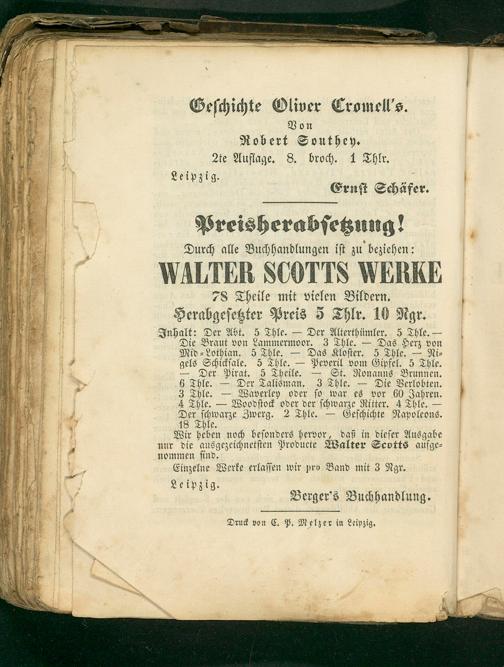 Geschichte Oliver Cromell's.
Von
Robert Southey.
2te Auflage. 8. broch. 1 Thlr.
Leipzig.
Ernst Schäfer.
Preisherabsetzung!
Durch alle Buchhandlungen ist zu beziehen:
WALTER SCOTTS WERKE
78 Theile mit vielen Bildern.
Herabgesetzter Preis 5 Thlr. 10 Ngr.
Inhalt: Der Abt. 5 Thle. — Der Alterthümler. 5 Thle. —
Die Braut von Lammermoor. 3 Thle. — Das Herz von
Mid-Lothian. 5 Thle. — Das Kloster. 5 Thle. — Ni-
gels Schicksale. 5 Thle. — Peveril vom Gipfel. 5 Thle.
— Der Pirat. 5 Theile. — St. Ronanns Brunnen.
6 Thle. — Der Talisman. 3 Thle. — Die Verlobten.
3 Thle. — Waverley oder so war es vor 60 Jahren.
4 Thle. — Woodstock oder der schwarze Ritter. 4 Thle. —
Der schwarze Zwerg. 2 Thle. — Geschichte Napoleons.
18 Thle.
Wir heben noch besonders hervor, daß in dieser Ausgabe
nur die ausgezeichnetsten Producte Walter Scotts aufge-
nommen sind.
Einzelne Werke erlassen wir pro Band mit 3 Ngr.
Leipzig.
Berger's Buchhandlung.
Druck von C. P. Melzer in Leipzig.